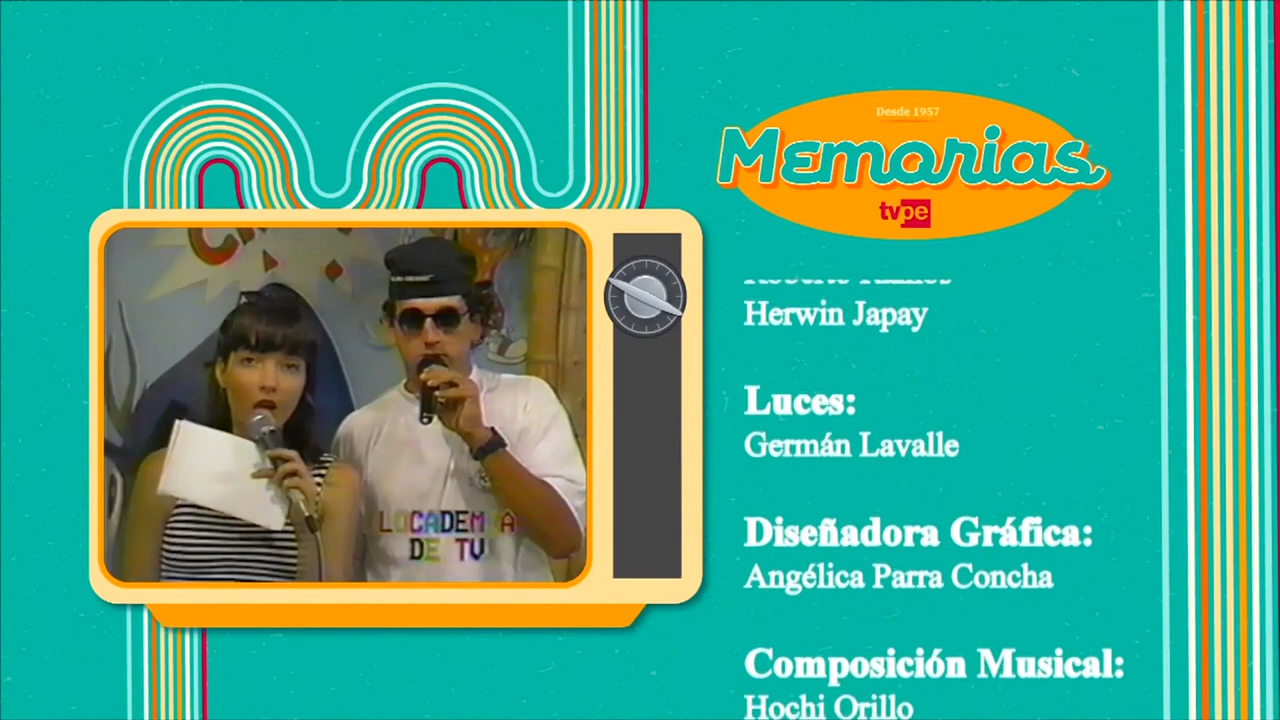 Desde 1957
Memorias
tvpe
Herwin Japay
Luces:
Germán Lavalle
Diseñadora Gráfica:
Angélica Parra Concha
Composición Musical:
Hochi Orillo
LOCADEMIA
DE TV